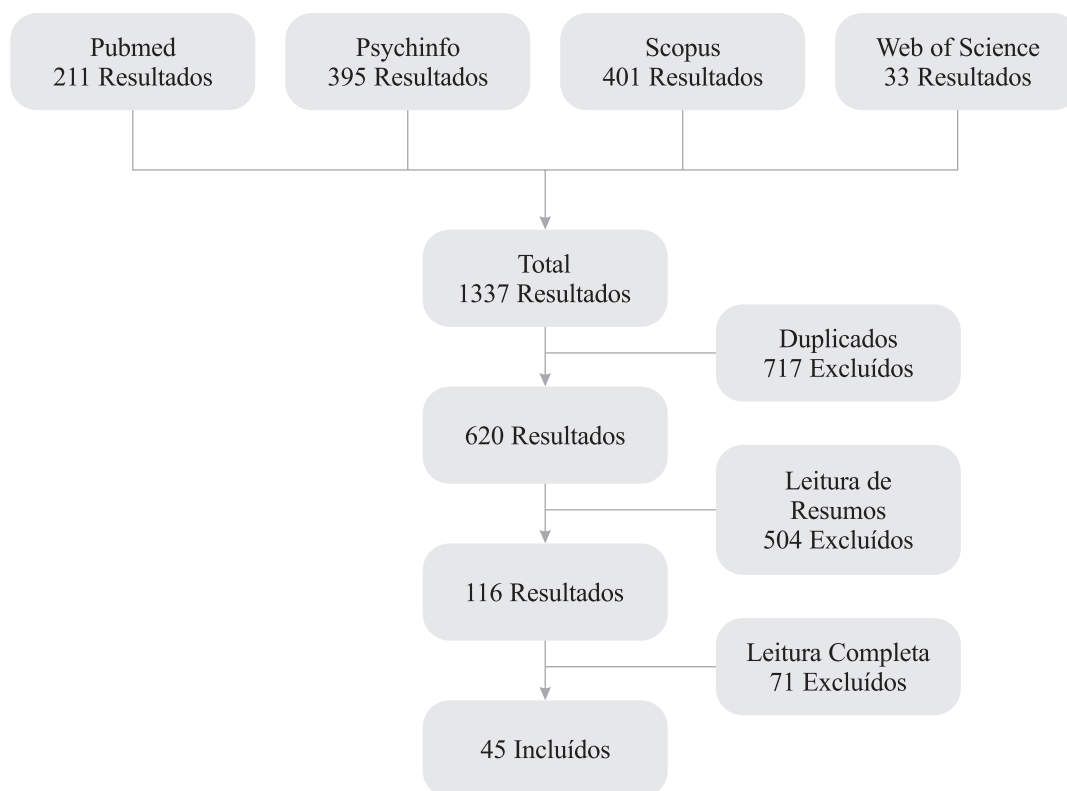 Pubmed
211 Resultados
Psychinfo
395 Resultados
Scopus
401 Resultados
Web of Science
33 Resultados
Total
1337 Resultados
Duplicados
717 Excluídos
620 Resultados
Leitura de
Resumos
504 Excluídos
116 Resultados
Leitura Completa
71 Excluídos
45 Incluídos